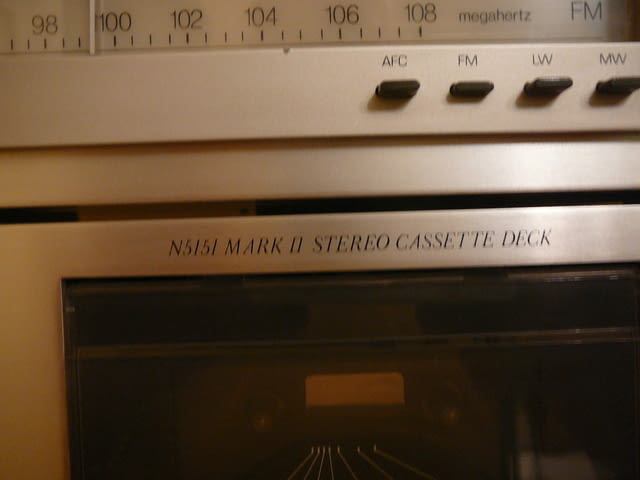 98 100 102 104 106 108 megahertz FM
AFC FM LW MW
N5151 MARK II STEREO CASSETTE DECK